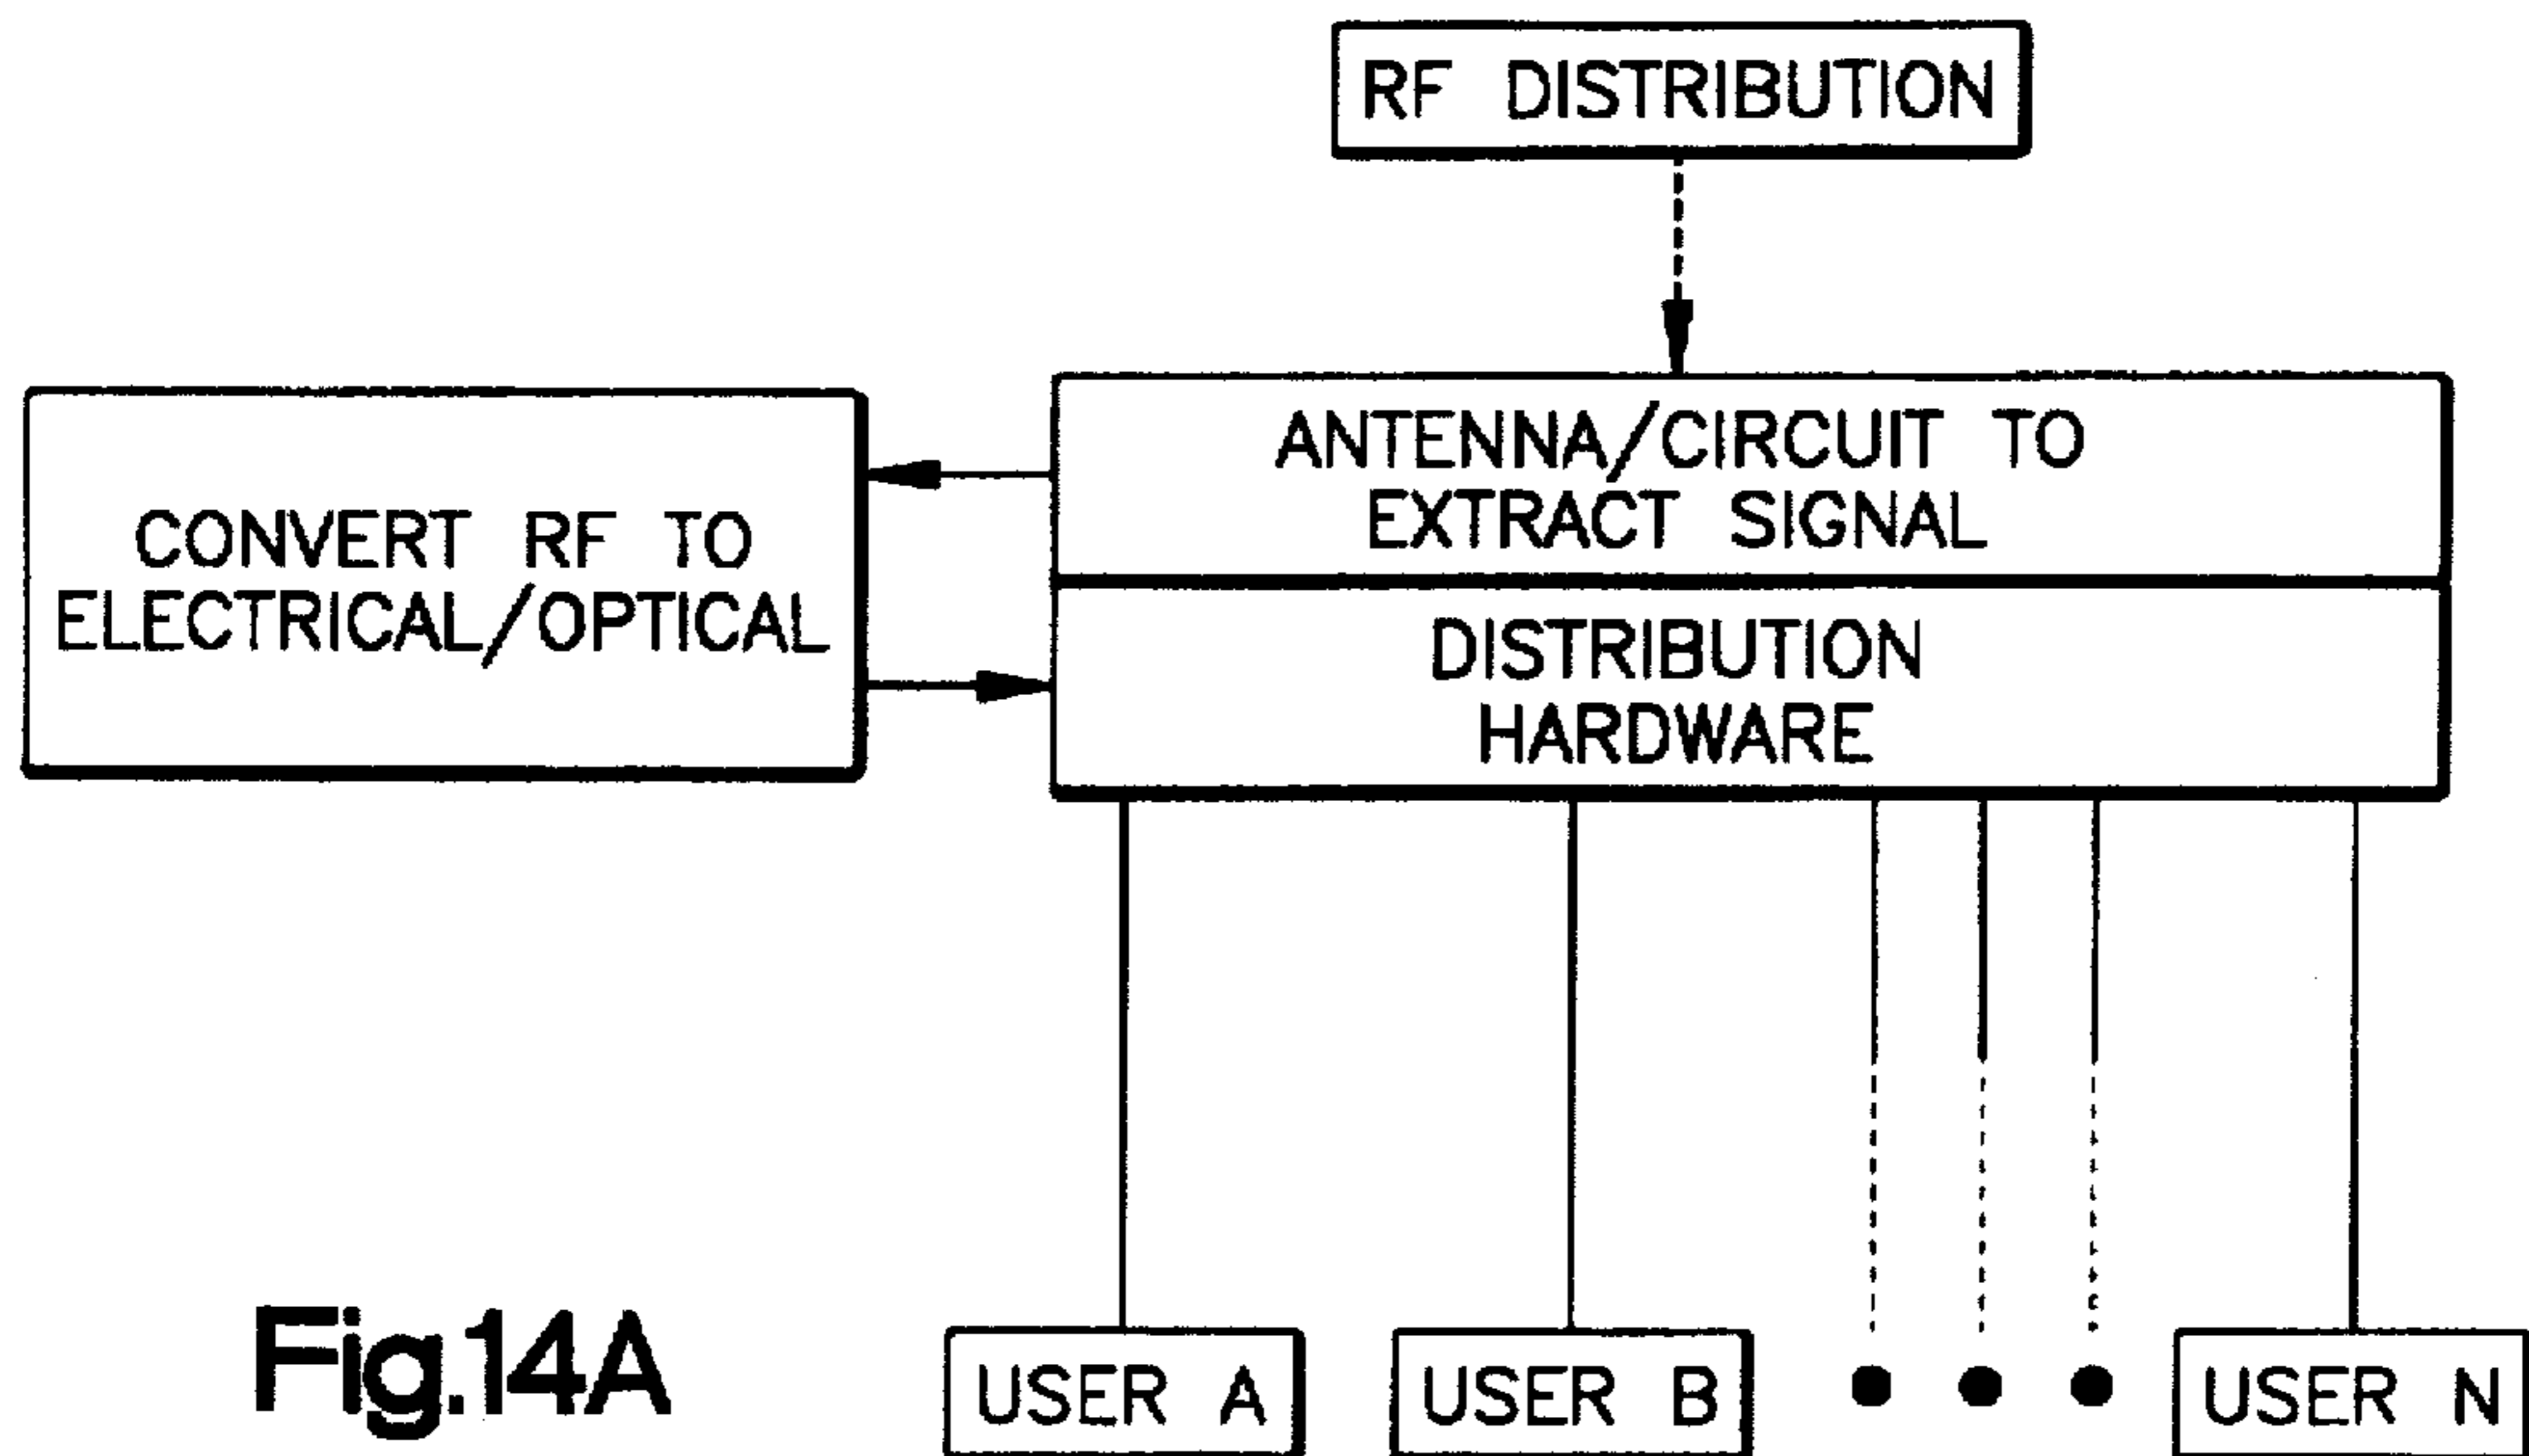 RF DISTRIBUTION
ANTENNA/CIRCUIT TO
EXTRACT SIGNAL
CONVERT RF TO
ELECTRICAL/OPTICAL
DISTRIBUTION
HARDWARE
USER A
USER B
USER N
Fig.14A